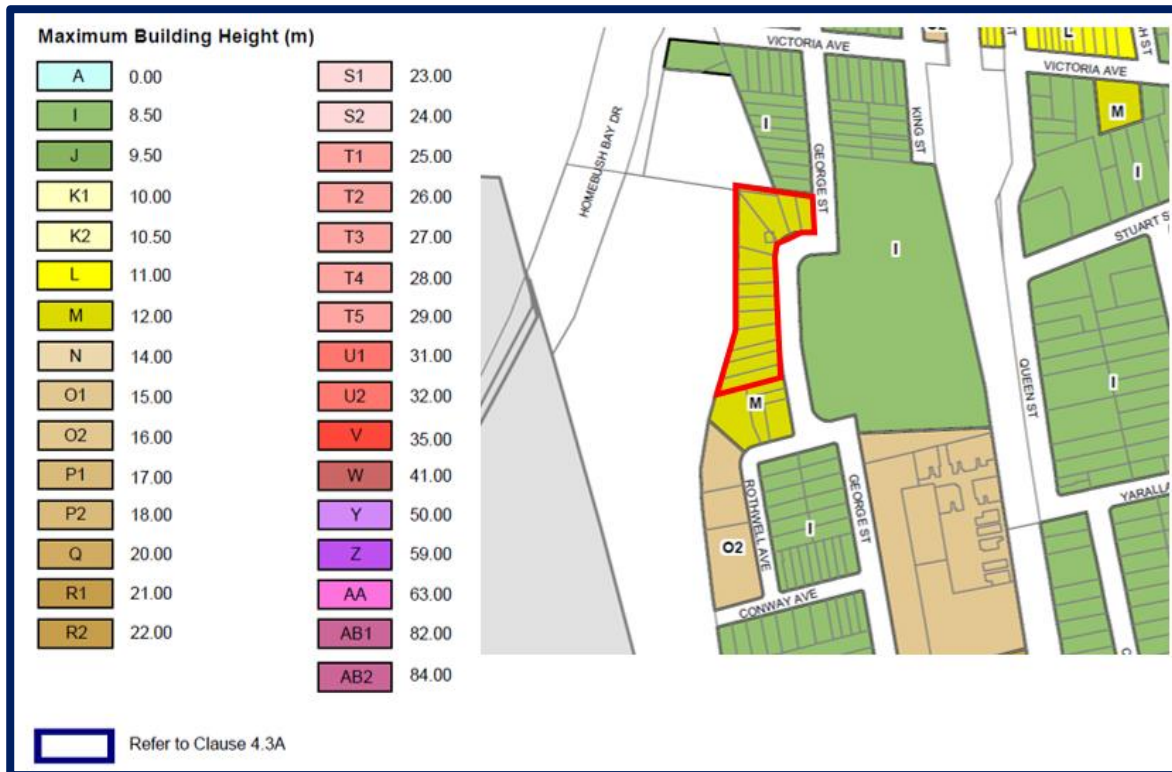 Maximum Building Height (m)
A 0.00
I 8.50
J 9.50
K1 10.00
K2 10.50
L 11.00
M 12.00
N 14.00
O1 15.00
O2 16.00
P1 17.00
P2 18.00
Q 20.00
R1 21.00
R2 22.00
S1 23.00
S2 24.00
T1 25.00
T2 26.00
T3 27.00
T4 28.00
T5 29.00
U1 31.00
U2 32.00
V 35.00
W 41.00
Y 50.00
Z 59.00
AA 63.00
AB1 82.00
AB2 84.00
Refer to Clause 4.3A
L
VICTORIA AVE
VICTORIA AVE
HOMEBUSH BAY DR
KING ST
M
I
GEORGE ST
I
I
STUART S
QUEEN ST
I
M
YARALLA
ROTHWELL AVE
GEORGE ST
I
O2
CONWAY AVE